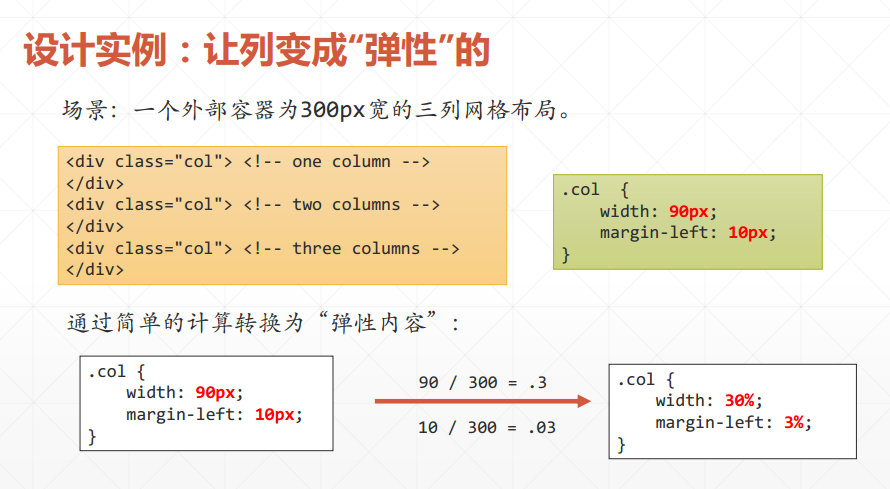 设计实例：让列变成“弹性”的
场景：一个外部容器为300px宽的三列网格布局。
<div class="col"> <!-- one column -->
</div>
<div class="col"> <!-- two columns -->
</div>
<div class="col"> <!-- three columns -->
</div>
.col  {
    width: 90px;
    margin-left: 10px;
}
通过简单的计算转换为“弹性内容”：
.col {
    width: 90px;
    margin-left: 10px;
}
90 / 300 = .3
10 / 300 = .03
.col {
    width: 30%;
    margin-left: 3%;
}